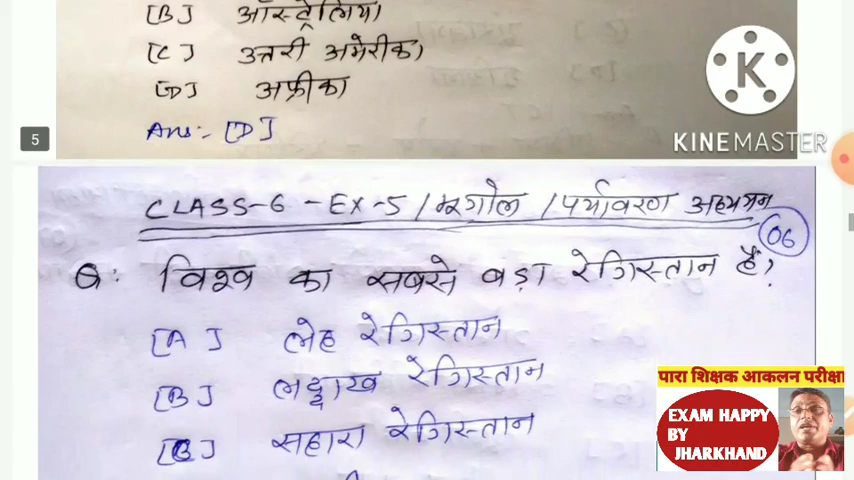 [B] ऑस्ट्रेलिया
[C] उत्तरी अमेरीका
[D] अफ्रीका
Ans:- [D]
5
KINEMASTER
CLASS-6-EX-5/भूगोल/पर्यावरण अध्ययन
06
Q: विश्व का सबसे बड़ा रेगिस्तान है?
[A] लेह रेगिस्तान
[B] लद्दाख रेगिस्तान
[C] सहारा रेगिस्तान
पारा शिक्षक आकलन परीक्षा
EXAM HAPPY
BY
JHARKHAND